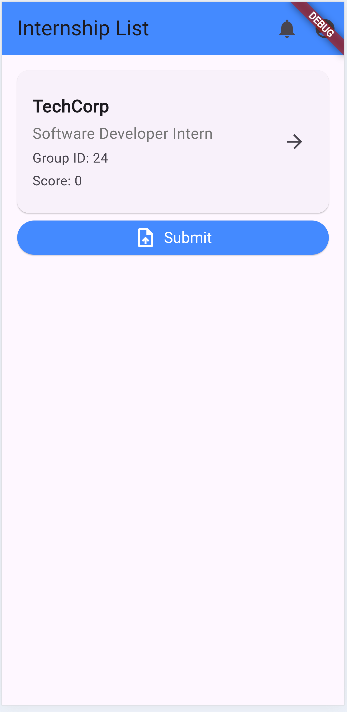 Internship List
DEBUG
TechCorp
Software Developer Intern
Group ID: 24
Score: 0
Submit